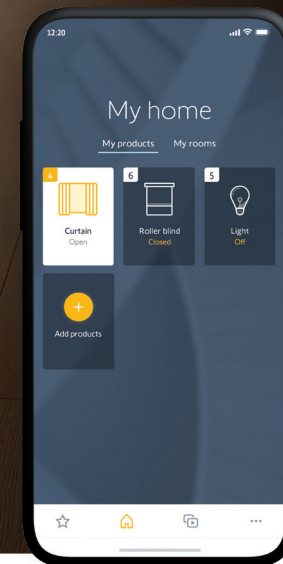 12:20
My home
My products My rooms
4 6 5
Curtain Roller blind Light
Open Closed Off
Add products